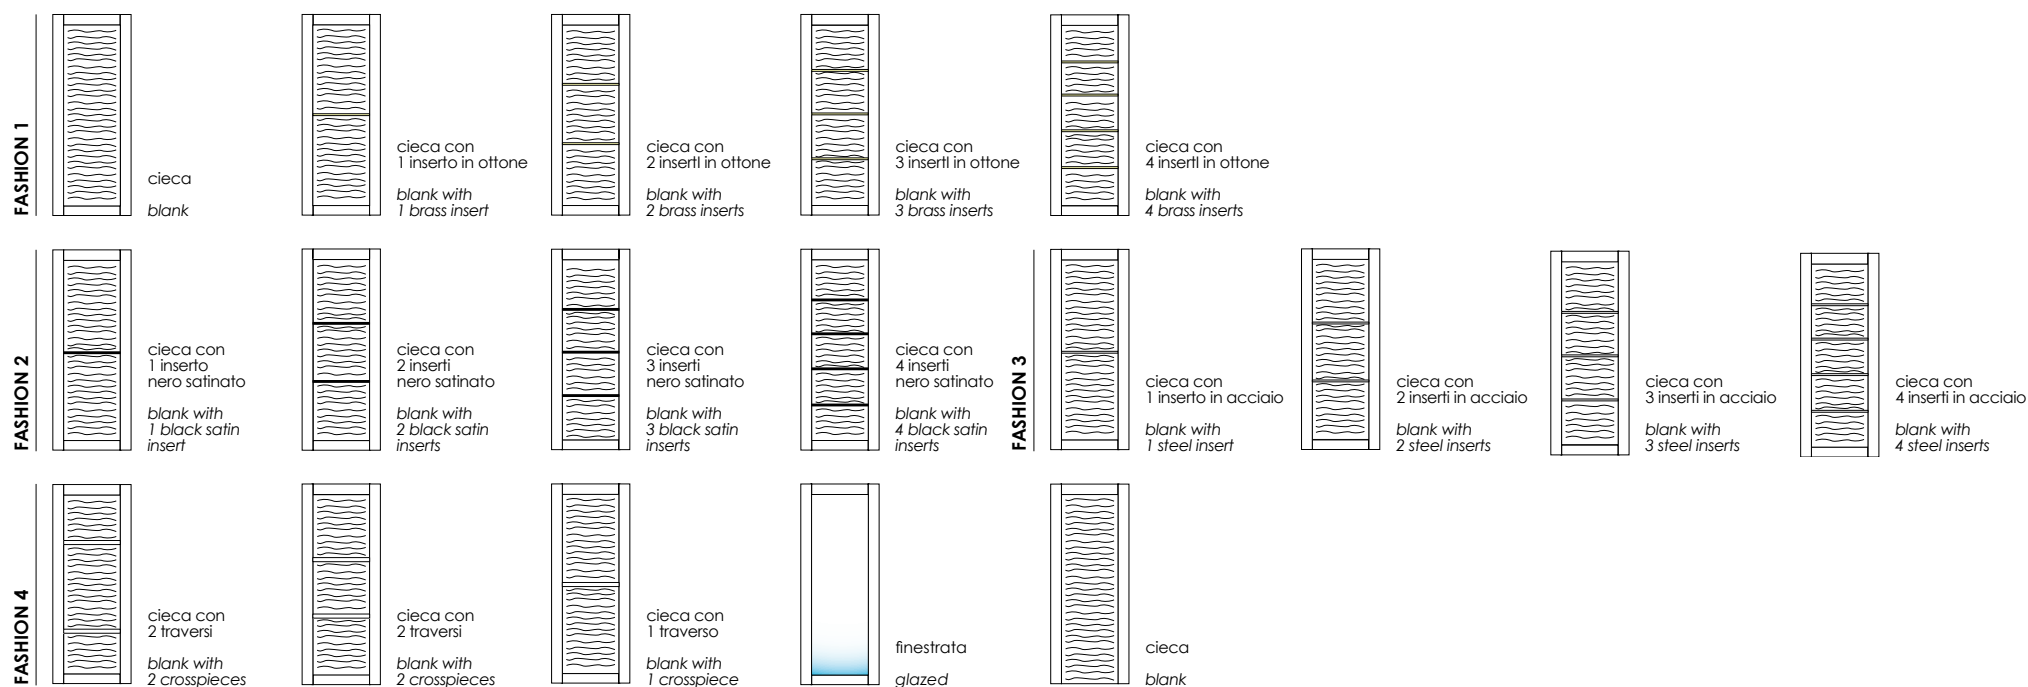 FASHION 1
cieca
blank
cieca con
1 inserto in ottone
blank with
1 brass insert
cieca con
2 insertI in ottone
blank with
2 brass inserts
cieca con
3 insertI in ottone
blank with
3 brass inserts
cieca con
4 insertI in ottone
blank with
4 brass inserts
FASHION 2
cieca con
1 inserto
nero satinato
blank with
1 black satin
insert
cieca con
2 inserti
nero satinato
blank with
2 black satin
inserts
cieca con
3 inserti
nero satinato
blank with
3 black satin
inserts
cieca con
4 inserti
nero satinato
blank with
4 black satin
inserts
FASHION 3
cieca con
1 inserto in acciaio
blank with
1 steel insert
cieca con
2 inserti in acciaio
blank with
2 steel inserts
cieca con
3 inserti in acciaio
blank with
3 steel inserts
cieca con
4 inserti in acciaio
blank with
4 steel inserts
FASHION 4
cieca con
2 traversi
blank with
2 crosspieces
cieca con
2 traversi
blank with
2 crosspieces
cieca con
1 traverso
blank with
1 crosspiece
finestrata
glazed
cieca
blank